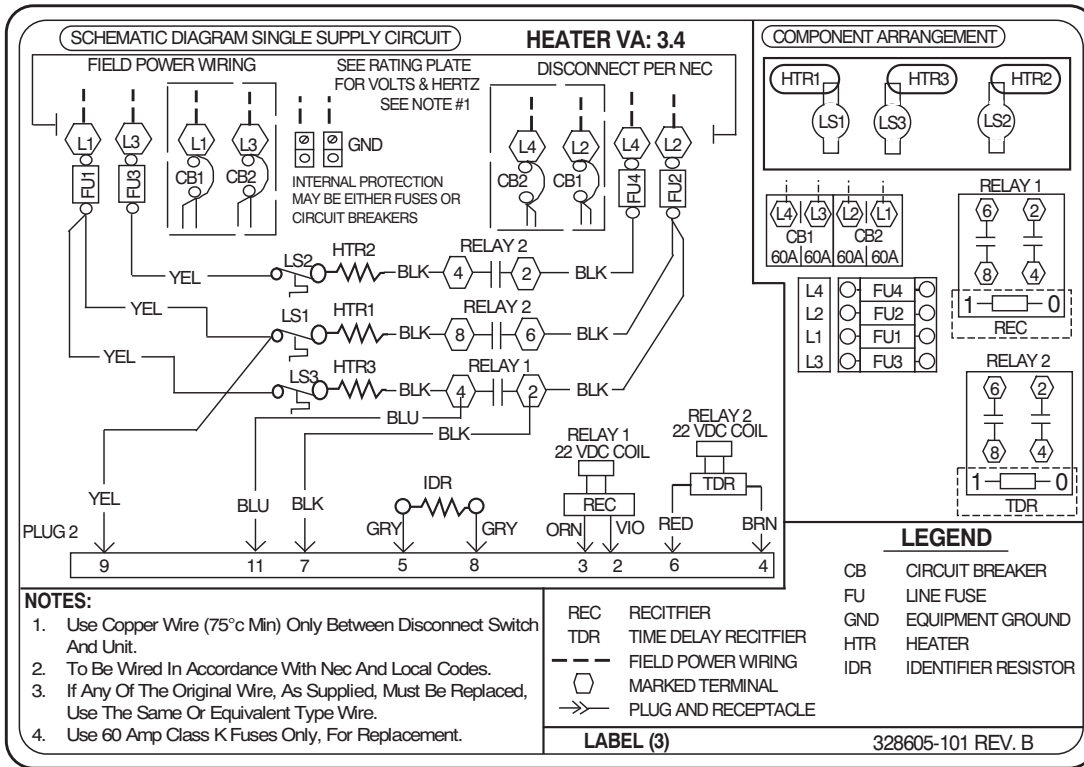 SCHEMATIC DIAGRAM SINGLE SUPPLY CIRCUIT
HEATER VA: 3.4
COMPONENT ARRANGEMENT
FIELD POWER WIRING
SEE RATING PLATE
FOR VOLTS & HERTZ
SEE NOTE #1
DISCONNECT PER NEC
L1 L3 L1 L3
GND
L4 L2 L4 L2
FU1 FU3 CB1 CB2
CB2 CB1 FU4 FU2
INTERNAL PROTECTION
MAY BE EITHER FUSES OR
CIRCUIT BREAKERS
YEL LS2 HTR2 BLK 4 RELAY 2 2 BLK
YEL LS1 HTR1 BLK 8 RELAY 2 6 BLK
YEL LS3 HTR3 BLK 4 RELAY 1 2 BLK
BLU
BLK
YEL
BLU
BLK
IDR
GRY GRY
RELAY 1
22 VDC COIL
REC
ORN VIO
RELAY 2
22 VDC COIL
TDR
RED BRN
PLUG 2
9 11 7 5 8 3 2 6 4
HTR1 HTR3 HTR2
LS1 LS3 LS2
L4 L3 L2 L1
CB1 CB2
60A 60A 60A 60A
L4 FU4
L2 FU2
L1 FU1
L3 FU3
RELAY 1
6 2
8 4
1 0
REC
RELAY 2
6 2
8 4
1 0
TDR
NOTES:
1. Use Copper Wire (75°c Min) Only Between Disconnect Switch
And Unit.
2. To Be Wired In Accordance With Nec And Local Codes.
3. If Any Of The Original Wire, As Supplied, Must Be Replaced,
Use The Same Or Equivalent Type Wire.
4. Use 60 Amp Class K Fuses Only, For Replacement.
LEGEND
REC RECITFIER
TDR TIME DELAY RECITFIER
FIELD POWER WIRING
MARKED TERMINAL
PLUG AND RECEPTACLE
CB CIRCUIT BREAKER
FU LINE FUSE
GND EQUIPMENT GROUND
HTR HEATER
IDR IDENTIFIER RESISTOR
LABEL (3)
328605-101 REV. B